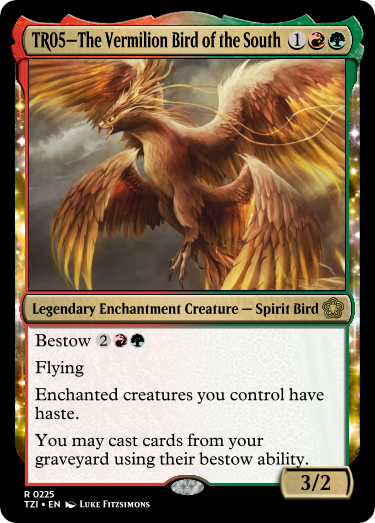 TR05—The Vermilion Bird of the South 1
Legendary Enchantment Creature — Spirit Bird
Bestow 2
Flying
Enchanted creatures you control have
haste.
You may cast cards from your
graveyard using their bestow ability.
3/2
R 0225
TZI • EN Luke Fitzsimons